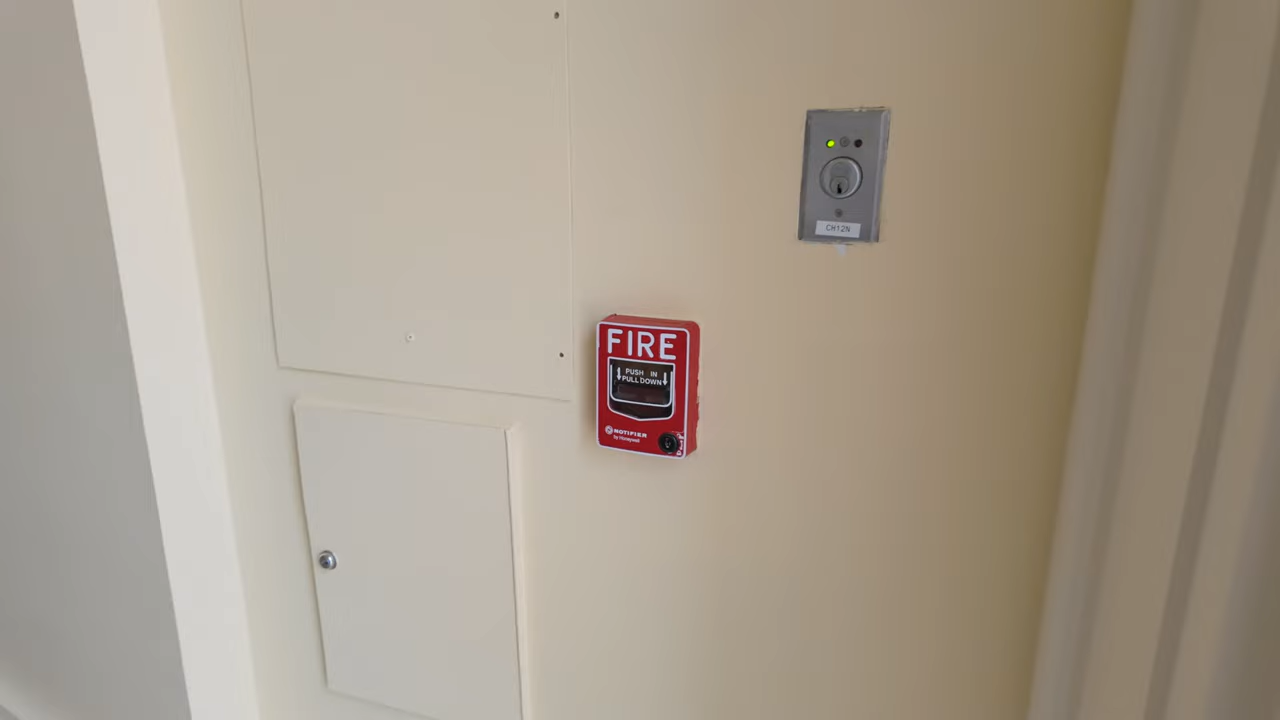 CH12N
FIRE
PUSH IN
PULL DOWN
NOTIFIER
by Honeywell